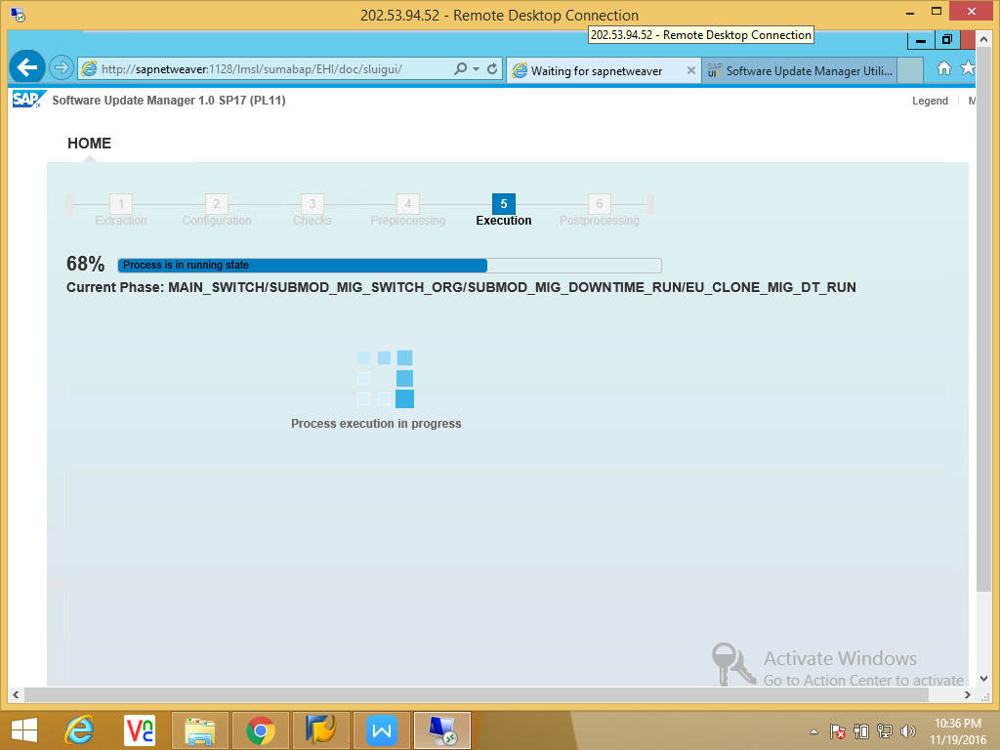 202.53.94.52 - Remote Desktop Connection
202.53.94.52 - Remote Desktop Connection
http://sapnetweaver:1128/lmsl/sumabap/EHI/doc/sluigui/
Waiting for sapnetweaver
SAP UI
Software Update Manager Utili...
SAP
Software Update Manager 1.0 SP17 (PL11)
Legend
M
HOME
1 2 3 4 5 6
Extraction Configuration Checks Preprocessing Execution Postprocessing
68% Process is in running state
Current Phase: MAIN_SWITCH/SUBMOD_MIG_SWITCH_ORG/SUBMOD_MIG_DOWNTIME_RUN/EU_CLONE_MIG_DT_RUN
Process execution in progress
Activate Windows
Go to Action Center to activate
VNC
W
10:36 PM
11/19/2016